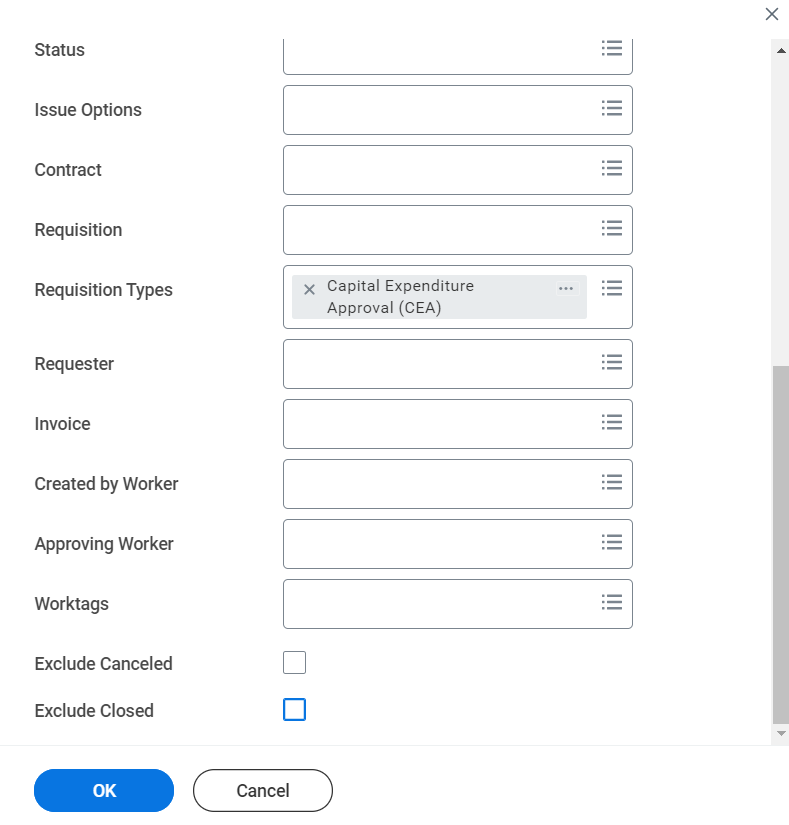 Status
Issue Options
Contract
Requisition
Requisition Types
Capital Expenditure
Approval (CEA)
Requester
Invoice
Created by Worker
Approving Worker
Worktags
Exclude Canceled
Exclude Closed
OK
Cancel